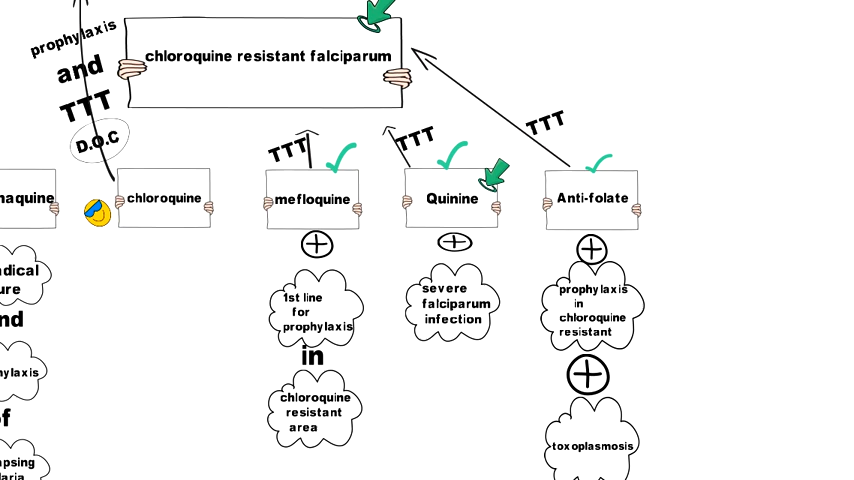 prophylaxis
and
TTT
D.O.C
chloroquine resistant falciparum
TTT
TTT
TTT
chloroquine
mefloquine
Quinine
Anti-folate
1st line
for
prophylaxis
in
chloroquine
resistant
area
severe
falciparum
infection
prophylaxis
in
chloroquine
resistant
toxoplasmosis